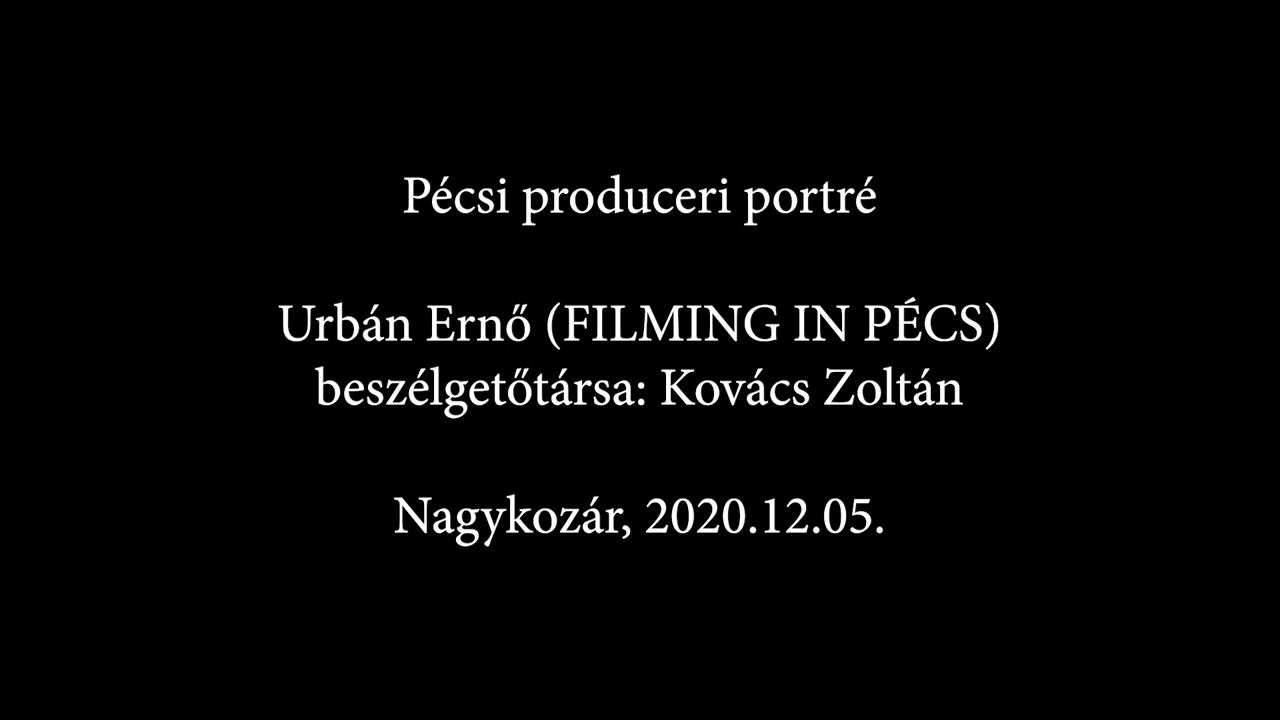 Pécsi produceri portré
Urbán Ernő (FILMING IN PÉCS)
beszélgetőtársa: Kovács Zoltán
Nagykozár, 2020.12.05.